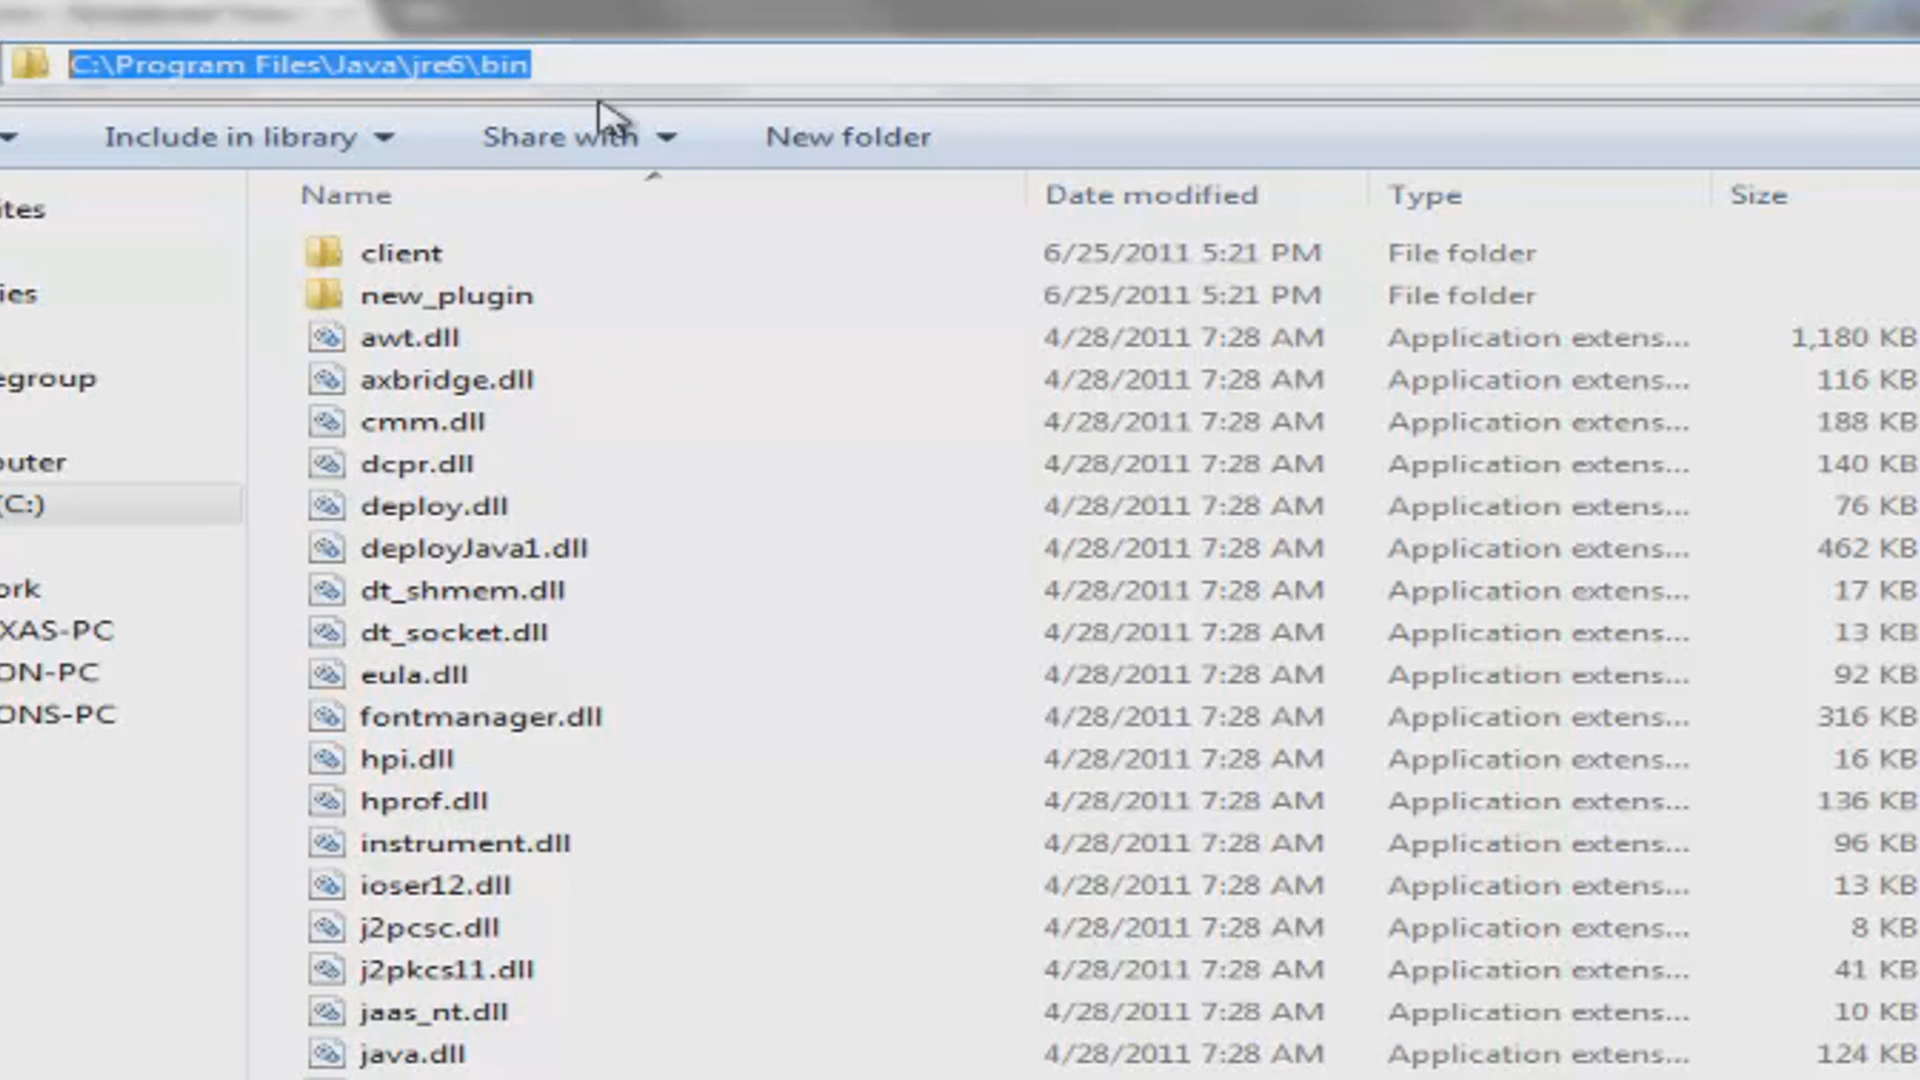 C:\Program Files\Java\jre6\bin
Include in library Share with New folder
Name Date modified Type Size
ites
client 6/25/2011 5:21 PM File folder
ies
new_plugin 6/25/2011 5:21 PM File folder
awt.dll 4/28/2011 7:28 AM Application extens... 1,180 KB
egroup
axbridge.dll 4/28/2011 7:28 AM Application extens... 116 KB
cmm.dll 4/28/2011 7:28 AM Application extens... 188 KB
outer
dcpr.dll 4/28/2011 7:28 AM Application extens... 140 KB
(C:)
deploy.dll 4/28/2011 7:28 AM Application extens... 76 KB
deployJava1.dll 4/28/2011 7:28 AM Application extens... 462 KB
ork
dt_shmem.dll 4/28/2011 7:28 AM Application extens... 17 KB
XAS-PC
dt_socket.dll 4/28/2011 7:28 AM Application extens... 13 KB
ON-PC
eula.dll 4/28/2011 7:28 AM Application extens... 92 KB
ONS-PC
fontmanager.dll 4/28/2011 7:28 AM Application extens... 316 KB
hpi.dll 4/28/2011 7:28 AM Application extens... 16 KB
hprof.dll 4/28/2011 7:28 AM Application extens... 136 KB
instrument.dll 4/28/2011 7:28 AM Application extens... 96 KB
ioser12.dll 4/28/2011 7:28 AM Application extens... 13 KB
j2pcsc.dll 4/28/2011 7:28 AM Application extens... 8 KB
j2pkcs11.dll 4/28/2011 7:28 AM Application extens... 41 KB
jaas_nt.dll 4/28/2011 7:28 AM Application extens... 10 KB
java.dll 4/28/2011 7:28 AM Application extens... 124 KB